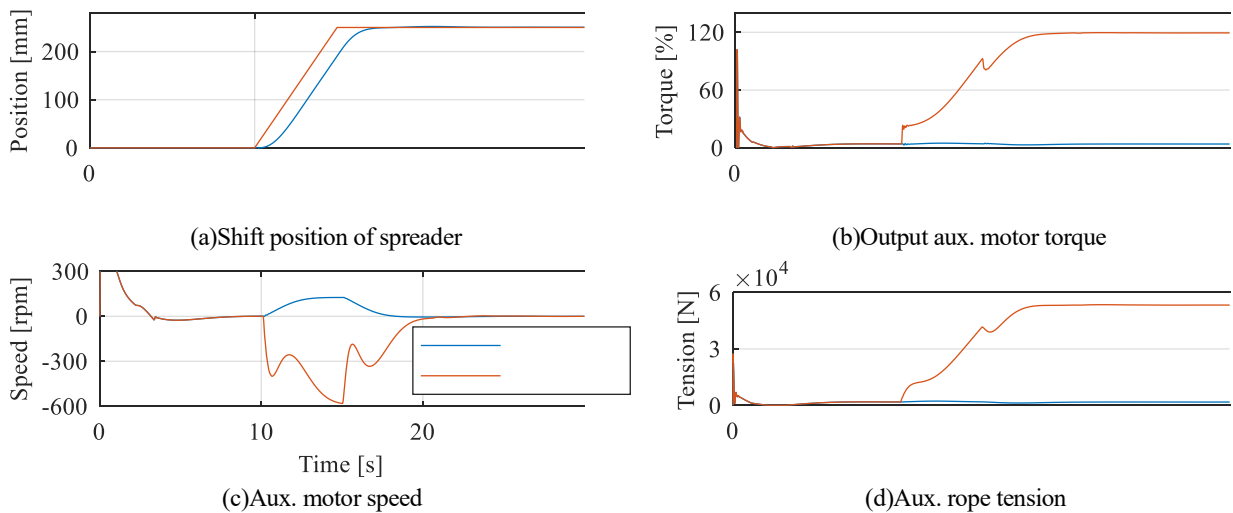 Position [mm]
200
100
0
0
(a)Shift position of spreader
Torque [%]
120
60
0
0
(b)Output aux. motor torque
Speed [rpm]
300
0
-300
-600
0
10
20
Time [s]
(c)Aux. motor speed
×10⁴
Tension [N]
6
3
0
0
(d)Aux. rope tension